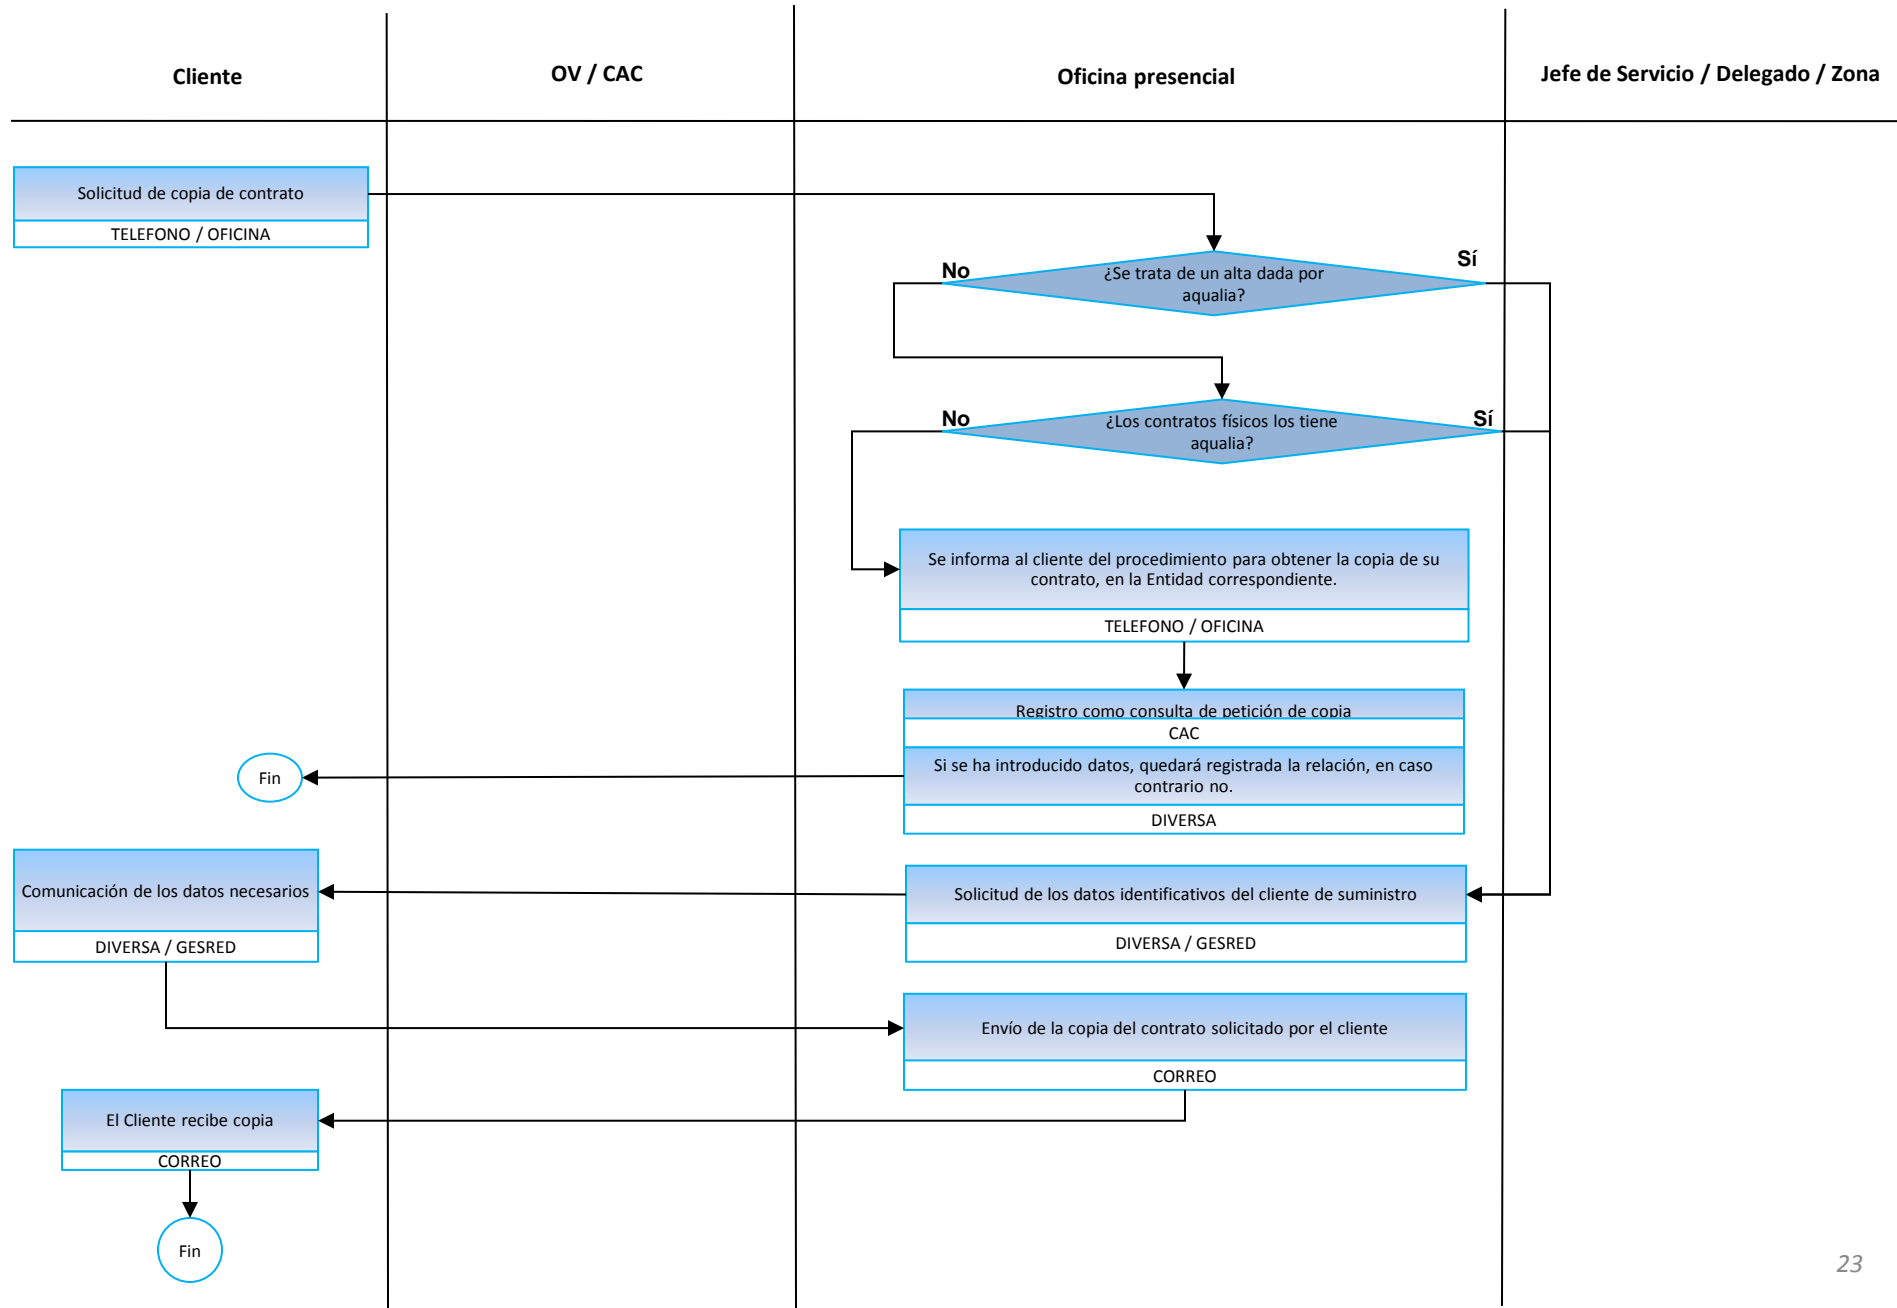 Cliente
OV / CAC
Oficina presencial
Jefe de Servicio / Delegado / Zona
Solicitud de copia de contrato
TELEFONO / OFICINA
No
¿Se trata de un alta dada por
aqualia?
Sí
No
¿Los contratos físicos los tiene
aqualia?
Sí
Se informa al cliente del procedimiento para obtener la copia de su
contrato, en la Entidad correspondiente.
TELEFONO / OFICINA
Registro como consulta de petición de copia
CAC
Fin
Si se ha introducido datos, quedará registrada la relación, en caso
contrario no.
DIVERSA
Comunicación de los datos necesarios
DIVERSA / GESRED
Solicitud de los datos identificativos del cliente de suministro
DIVERSA / GESRED
Envío de la copia del contrato solicitado por el cliente
CORREO
El Cliente recibe copia
CORREO
Fin
23